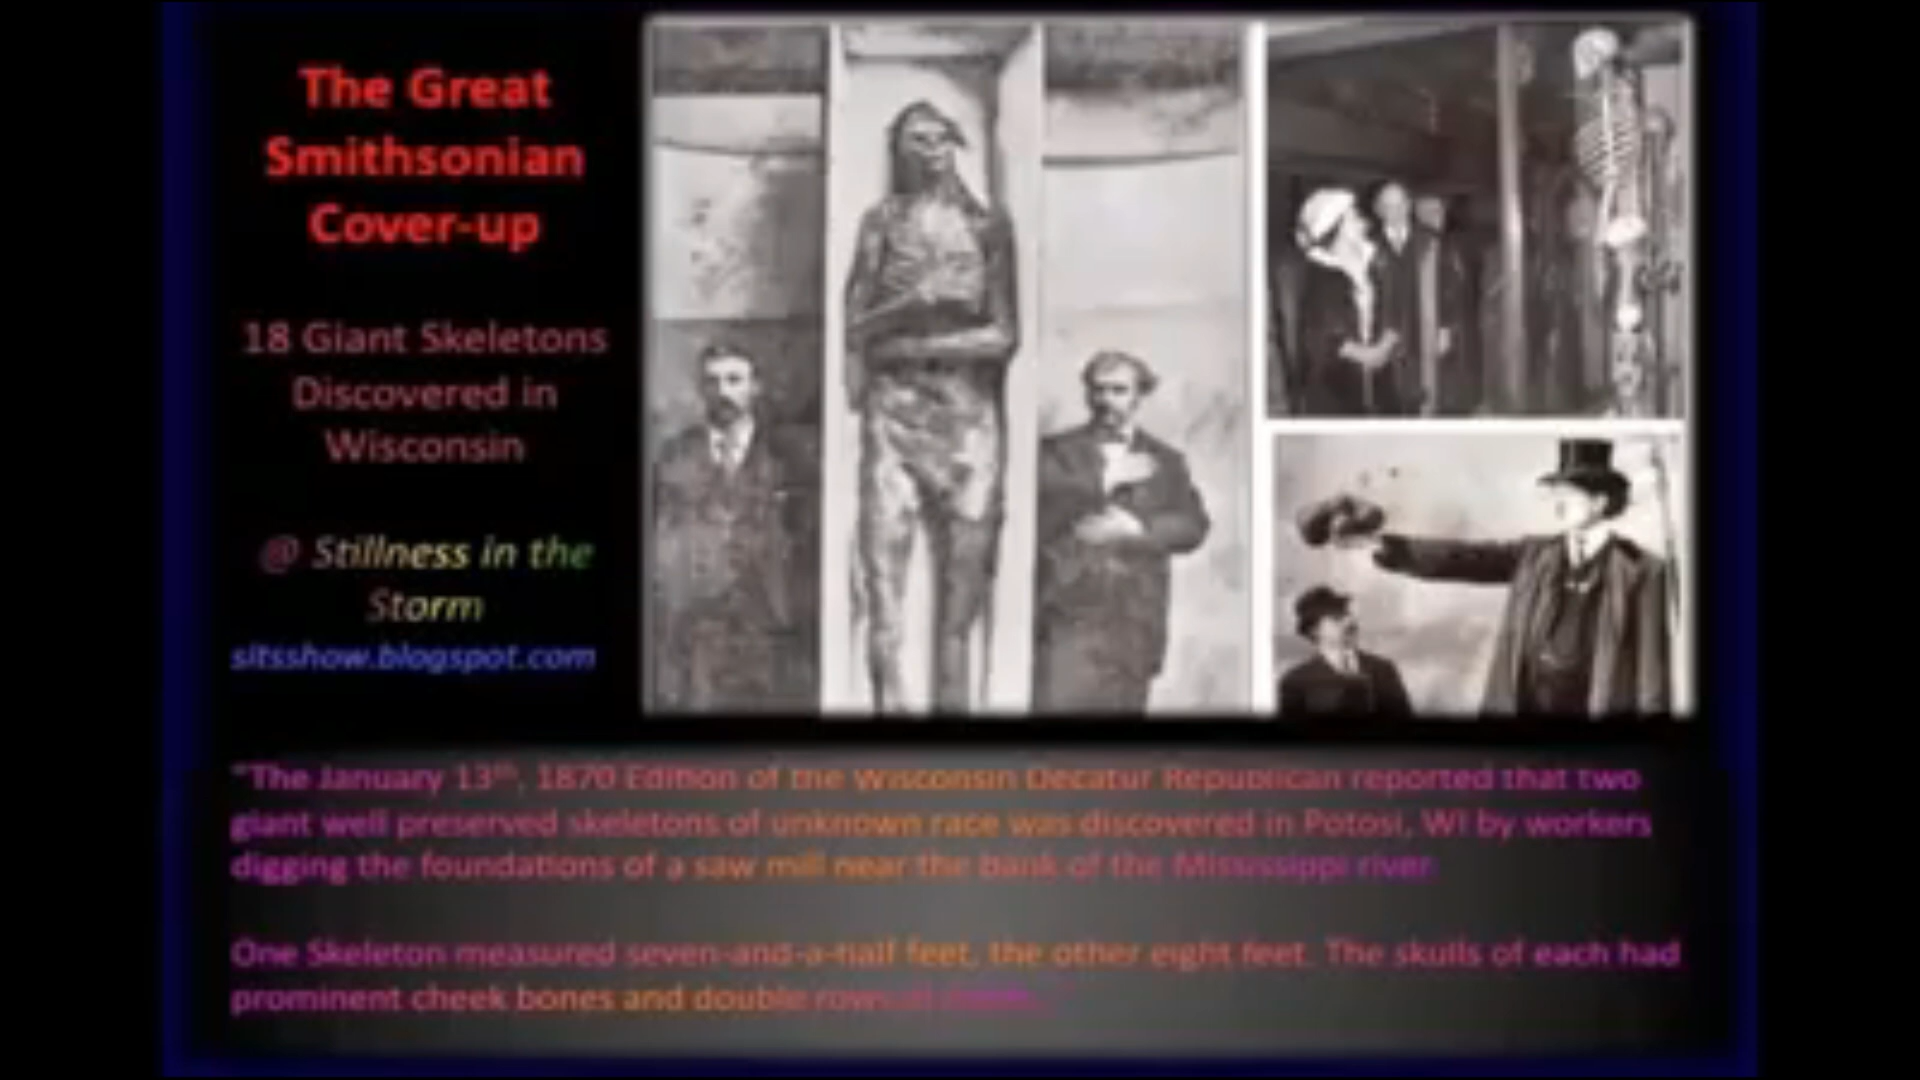 The Great
Smithsonian
Cover-up
18 Giant Skeletons
Discovered in
Wisconsin
@ Stillness in the
Storm
sitsshow.blogspot.com
"The January 13th, 1870 Edition of the Wisconsin Decatur Republican reported that two
giant well preserved skeletons of unknown race was discovered in Potosi, WI by workers
digging the foundations of a saw mill near the bank of the Mississippi river.
One Skeleton measured seven-and-a-half feet, the other eight feet. The skulls of each had
prominent cheek bones and double rows of